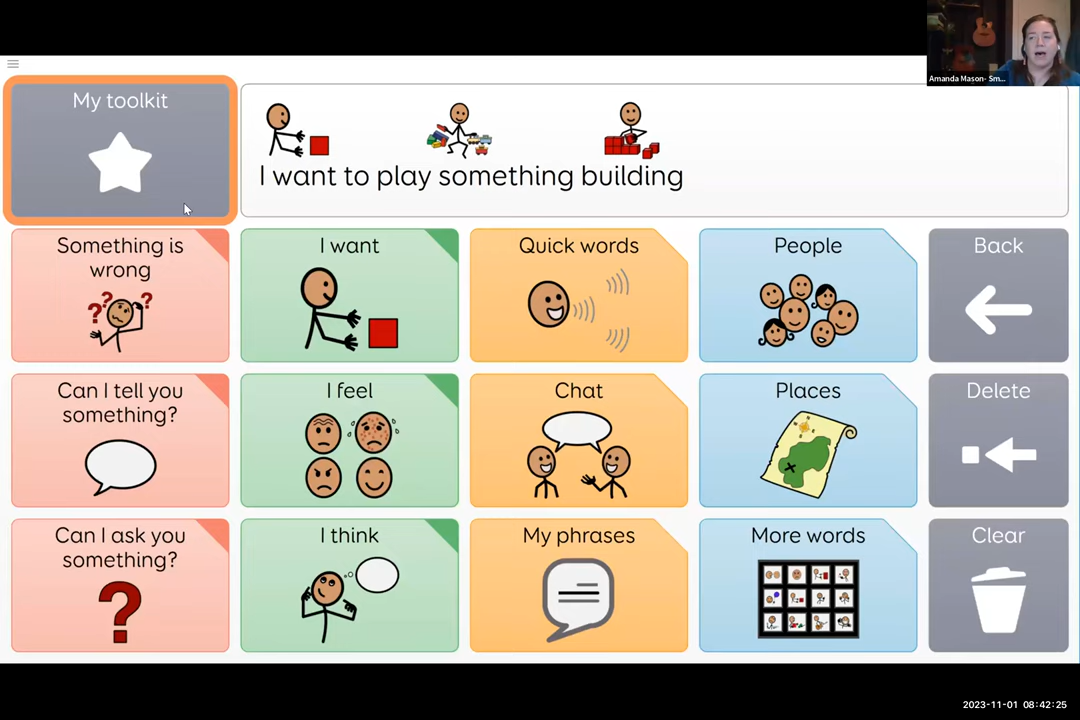 Amanda Mason- Sm...
My toolkit
I want to play something building
Something is
wrong
I want
Quick words
People
Back
Can I tell you
something?
I feel
Chat
Places
Delete
Can I ask you
something?
I think
My phrases
More words
Clear
2023-11-01 08:42:25